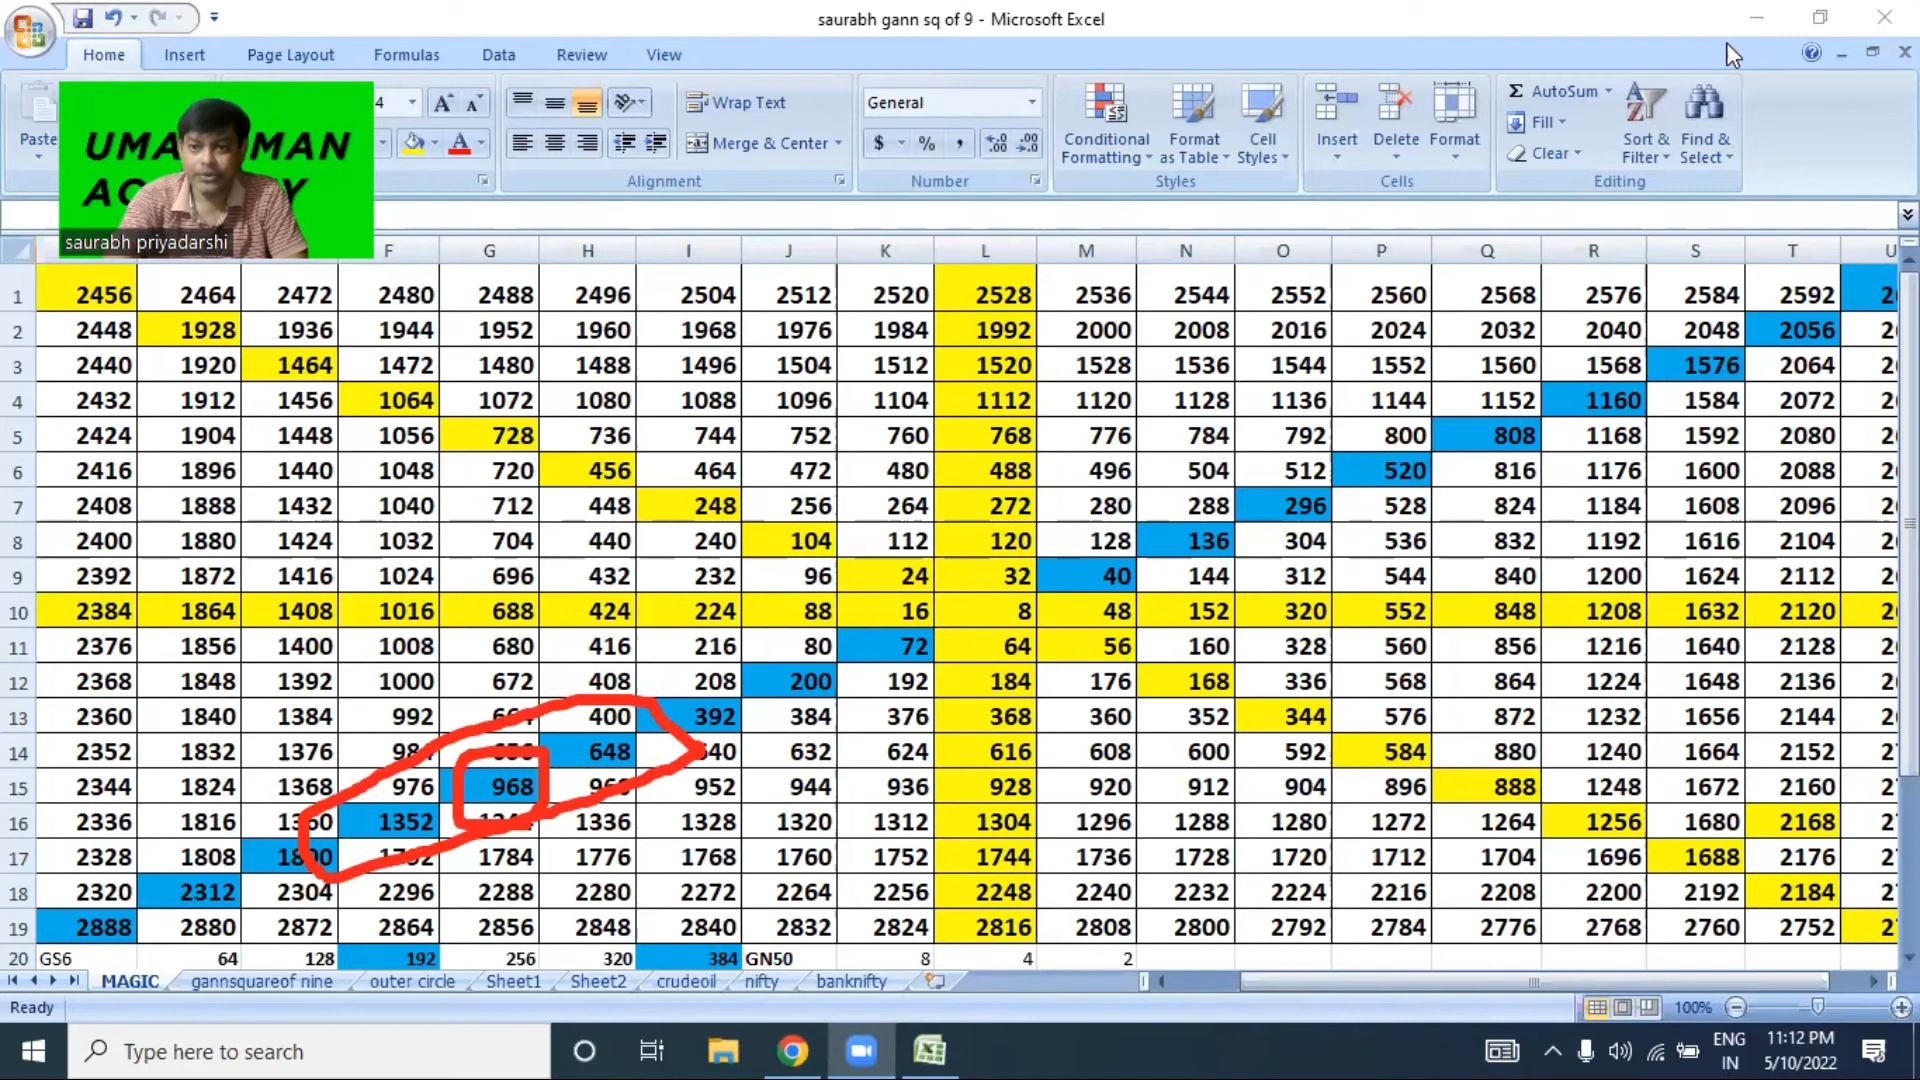 saurabh gann sq of 9 - Microsoft Excel
Home Insert Page Layout Formulas Data Review View
Paste
4
Wrap Text
Merge & Center
Alignment
General
$ % ,
Number
Conditional Formatting
Format as Table
Cell Styles
Styles
Insert Delete Format
Cells
AutoSum
Fill
Clear
Sort & Filter
Find & Select
Editing
saurabh priyadarshi
F G H I J K L M N O P Q R S T U
1 2456 2464 2472 2480 2488 2496 2504 2512 2520 2528 2536 2544 2552 2560 2568 2576 2584 2592
2 2448 1928 1936 1944 1952 1960 1968 1976 1984 1992 2000 2008 2016 2024 2032 2040 2048 2056
3 2440 1920 1464 1472 1480 1488 1496 1504 1512 1520 1528 1536 1544 1552 1560 1568 1576 2064
4 2432 1912 1456 1064 1072 1080 1088 1096 1104 1112 1120 1128 1136 1144 1152 1160 1584 2072
5 2424 1904 1448 1056 728 736 744 752 760 768 776 784 792 800 808 1168 1592 2080
6 2416 1896 1440 1048 720 456 464 472 480 488 496 504 512 520 816 1176 1600 2088
7 2408 1888 1432 1040 712 448 248 256 264 272 280 288 296 528 824 1184 1608 2096
8 2400 1880 1424 1032 704 440 240 104 112 120 128 136 304 536 832 1192 1616 2104
9 2392 1872 1416 1024 696 432 232 96 24 32 40 144 312 544 840 1200 1624 2112
10 2384 1864 1408 1016 688 424 224 88 16 8 48 152 320 552 848 1208 1632 2120
11 2376 1856 1400 1008 680 416 216 80 72 64 56 160 328 560 856 1216 1640 2128
12 2368 1848 1392 1000 672 408 208 200 192 184 176 168 336 568 864 1224 1648 2136
13 2360 1840 1384 992 400 392 384 376 368 360 352 344 576 872 1232 1656 2144
14 2352 1832 1376 648 632 624 616 608 600 592 584 880 1240 1664 2152
15 2344 1824 1368 976 968 952 944 936 928 920 912 904 896 888 1248 1672 2160
16 2336 1816 1352 1336 1328 1320 1312 1304 1296 1288 1280 1272 1264 1256 1680 2168
17 2328 1808 1800 1784 1776 1768 1760 1752 1744 1736 1728 1720 1712 1704 1696 1688 2176
18 2320 2312 2304 2296 2288 2280 2272 2264 2256 2248 2240 2232 2224 2216 2208 2200 2192 2184
19 2888 2880 2872 2864 2856 2848 2840 2832 2824 2816 2808 2800 2792 2784 2776 2768 2760 2752
20 GS6 64 128 192 256 320 384 GN50 8 4 2
MAGIC gannsquareof nine outer circle Sheet1 Sheet2 crudeoil nifty banknifty
Ready
100%
Type here to search
ENG
IN
11:12 PM
5/10/2022